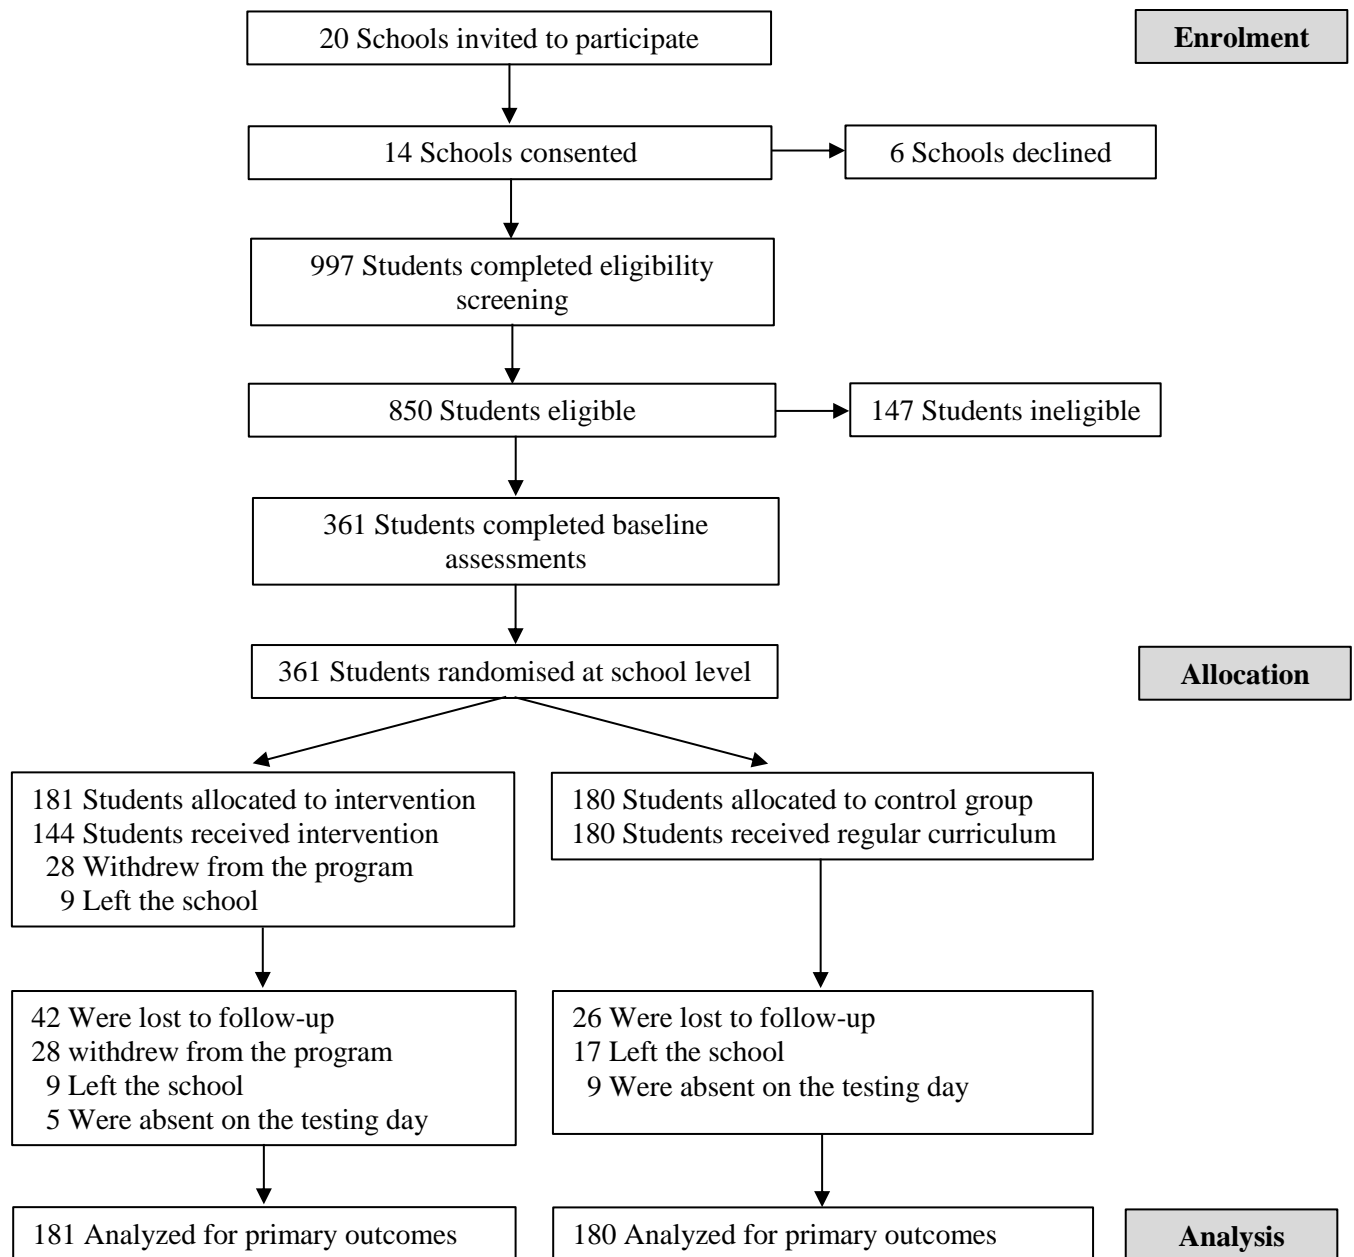 20 Schools invited to participate
Enrolment
14 Schools consented
6 Schools declined
997 Students completed eligibility
screening
850 Students eligible
147 Students ineligible
361 Students completed baseline
assessments
361 Students randomised at school level
Allocation
181 Students allocated to intervention
144 Students received intervention
28 Withdrew from the program
9 Left the school
180 Students allocated to control group
180 Students received regular curriculum
42 Were lost to follow-up
28 withdrew from the program
9 Left the school
5 Were absent on the testing day
26 Were lost to follow-up
17 Left the school
9 Were absent on the testing day
181 Analyzed for primary outcomes
180 Analyzed for primary outcomes
Analysis